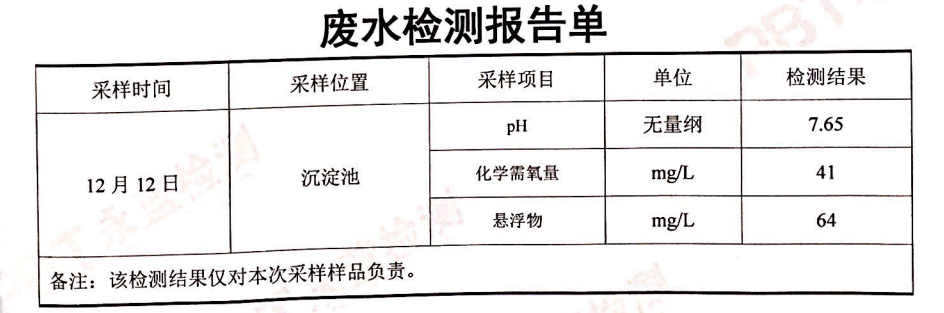 废水检测报告单
采样时间 采样位置 采样项目 单位 检测结果
pH 无量纲 7.65
12月12日 沉淀池 化学需氧量 mg/L 41
悬浮物 mg/L 64
备注：该检测结果仅对本次采样样品负责。